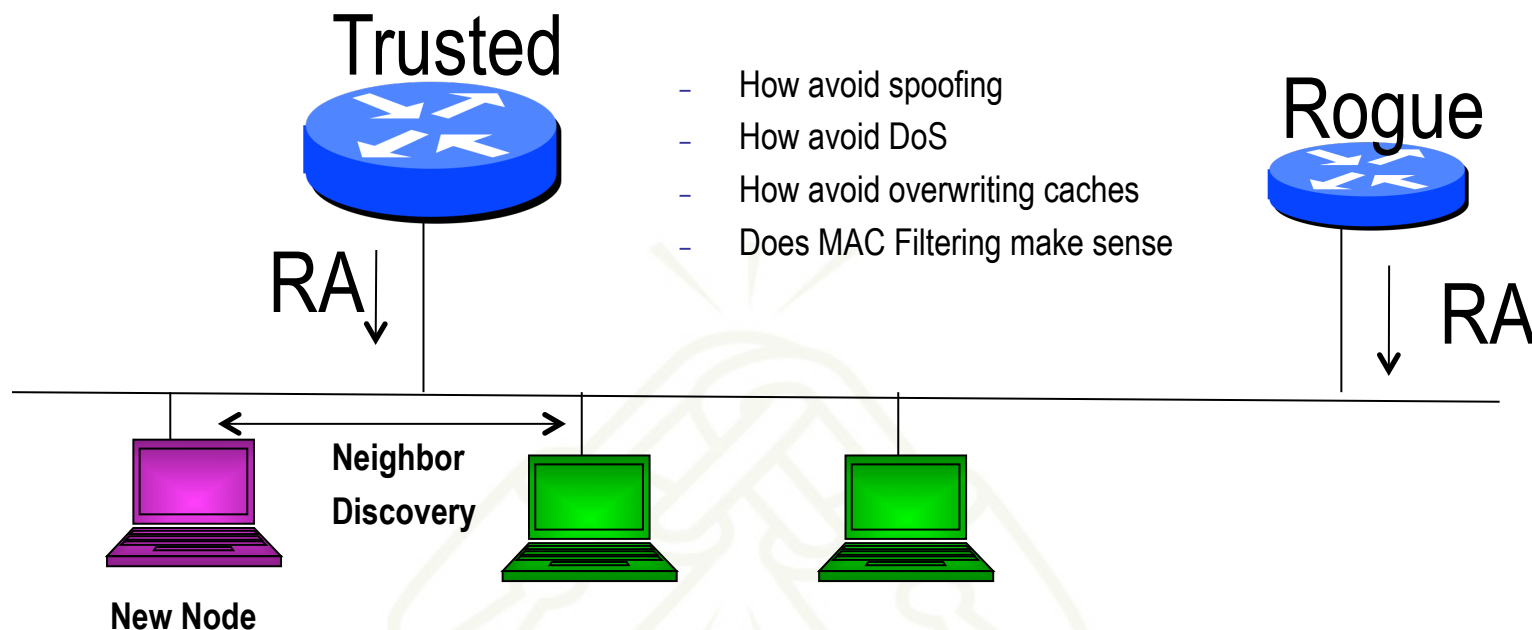 Trusted
– How avoid spoofing
– How avoid DoS
– How avoid overwriting caches
– Does MAC Filtering make sense
Rogue
RA
RA
Neighbor
Discovery
New Node